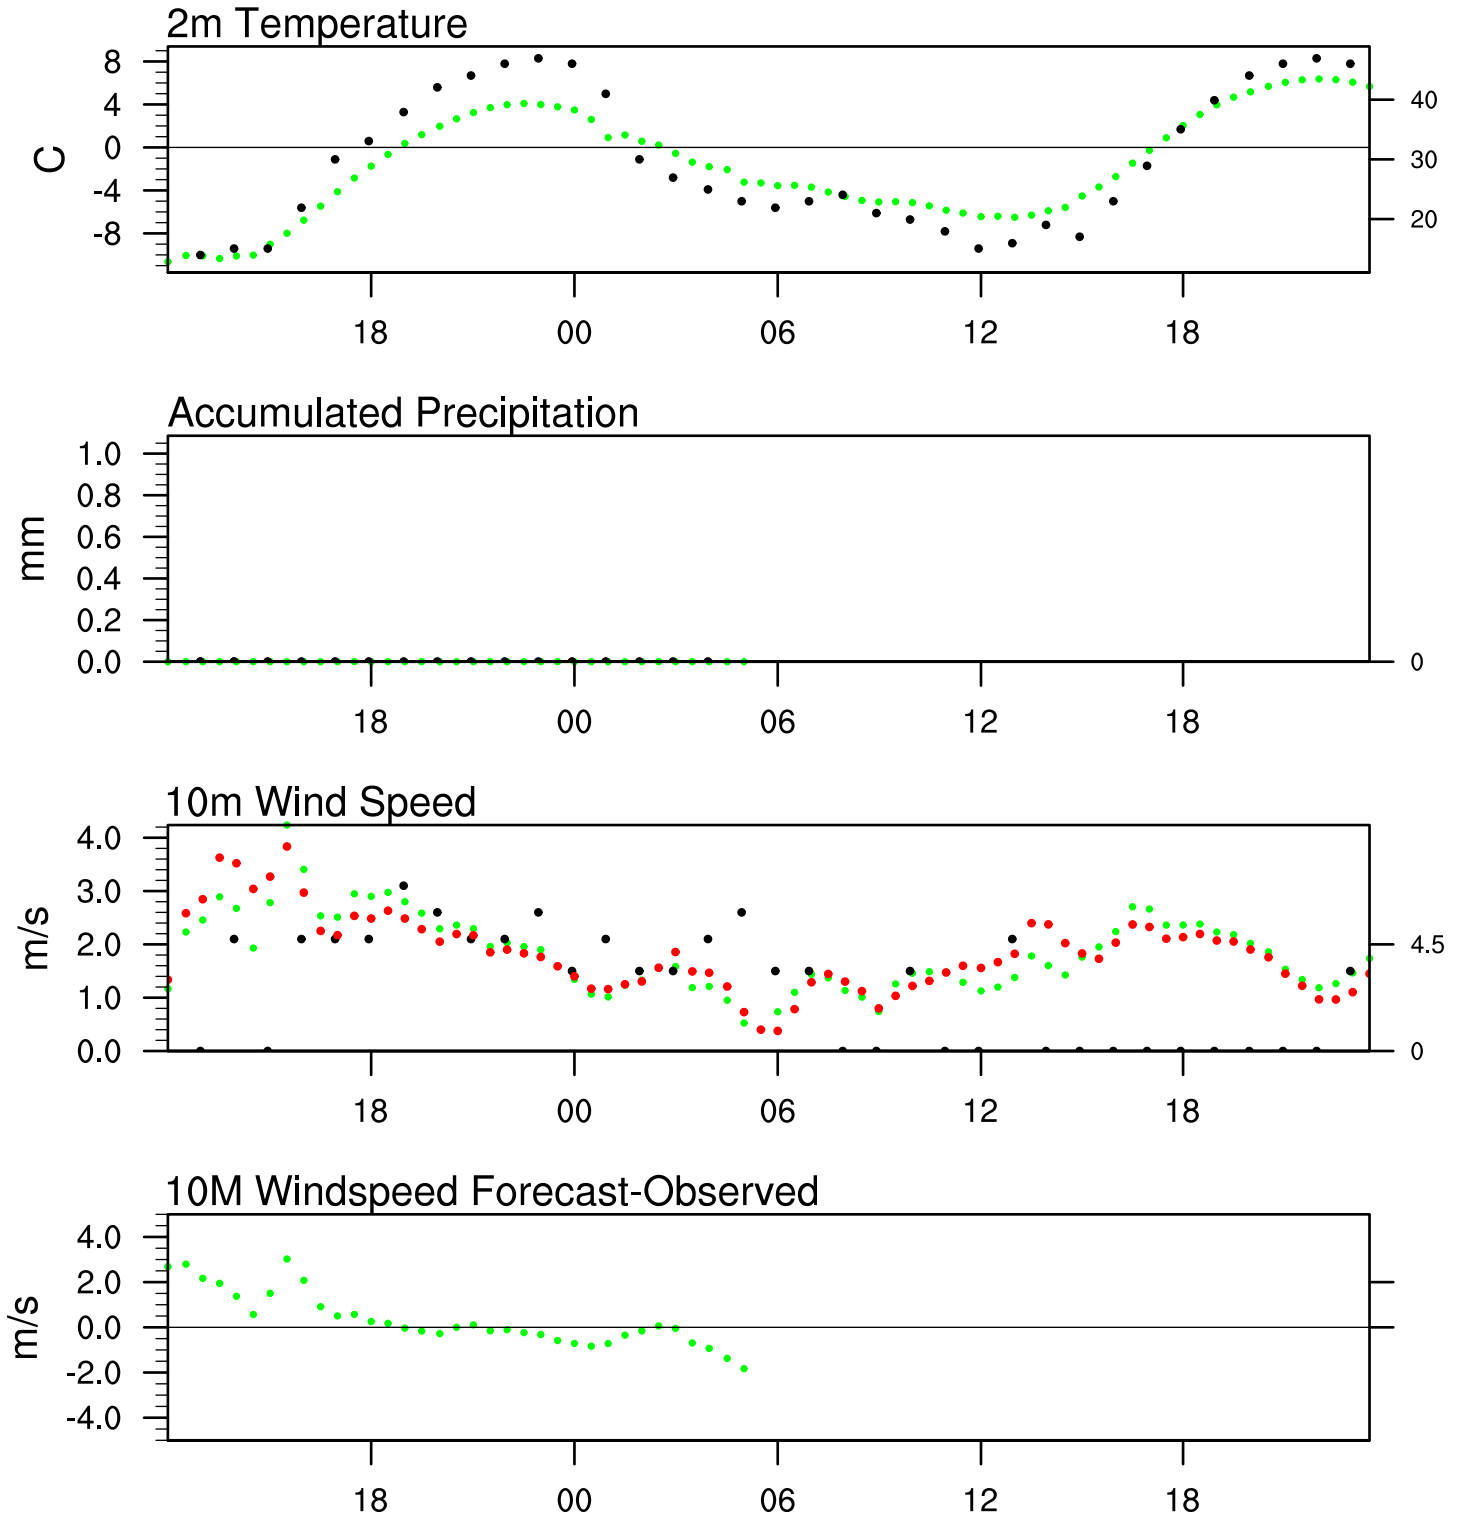 2m Temperature
8
4
0
-4
-8
C
40
30
20
18 00 06 12 18
Accumulated Precipitation
1.0
0.8
0.6
0.4
0.2
0.0
mm
0
18 00 06 12 18
10m Wind Speed
4.0
3.0
2.0
1.0
0.0
m/s
4.5
0
18 00 06 12 18
10M Windspeed Forecast-Observed
4.0
2.0
0.0
-2.0
-4.0
m/s
18 00 06 12 18